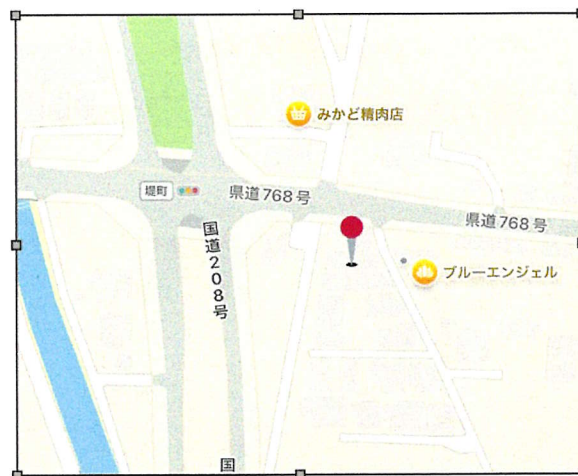 みかど精肉店
堤町
県道768号
県道768号
国道208号
ブルーエンジェル
国